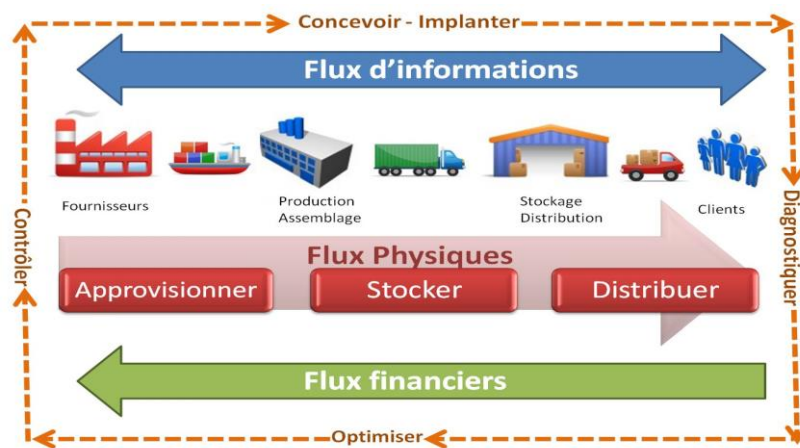 Concevoir - Implanter
Flux d'informations
Fournisseurs
Production
Assemblage
Stockage
Distribution
Clients
Contrôler
Diagnostiquer
Flux Physiques
Approvisionner
Stocker
Distribuer
Flux financiers
Optimiser